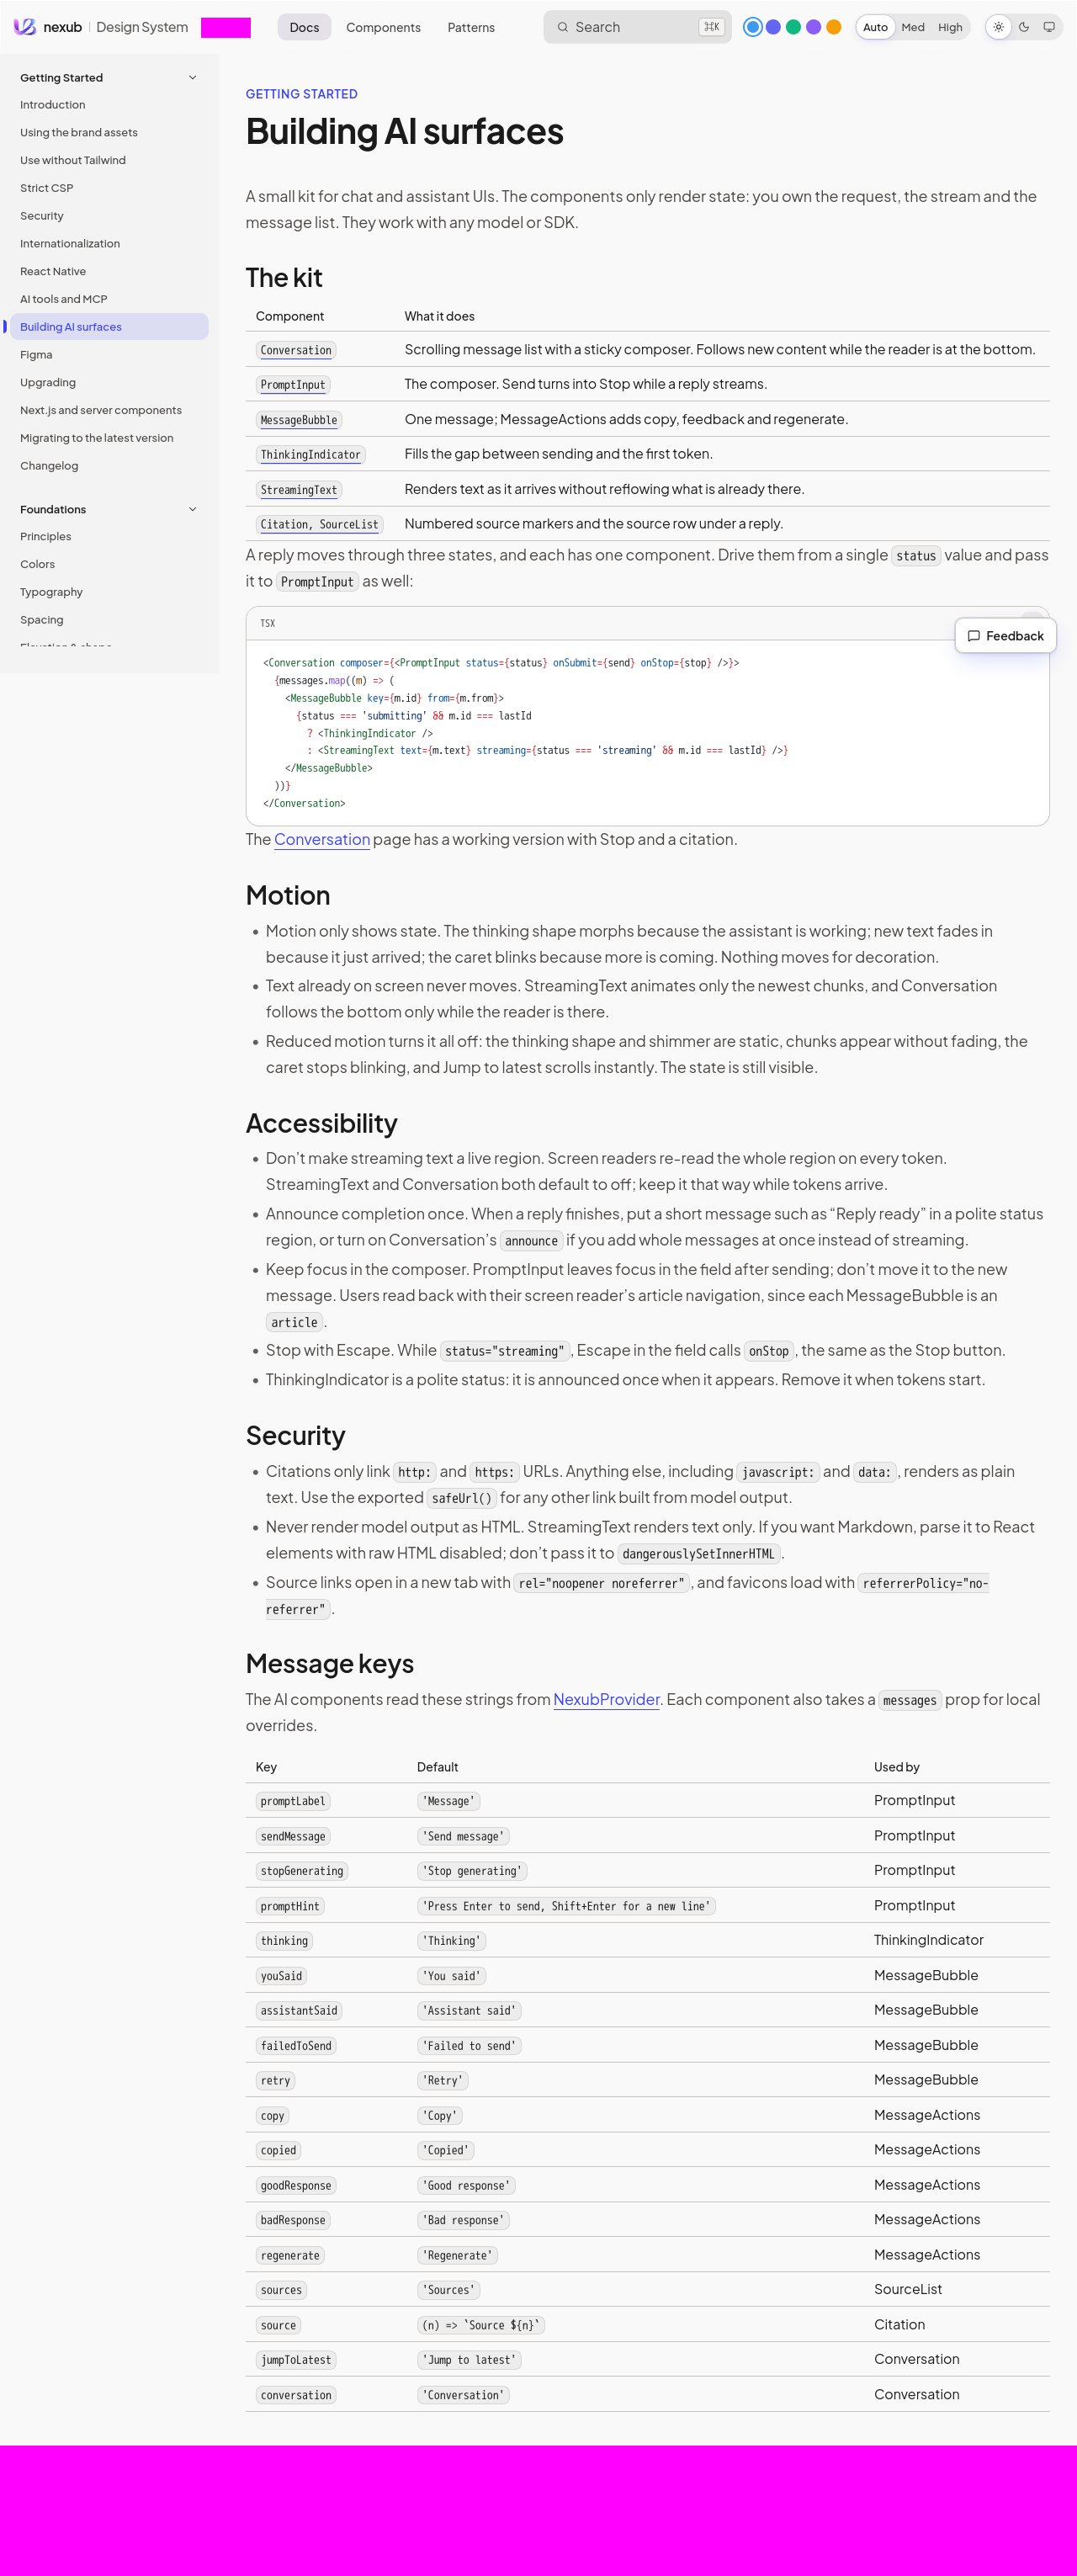 nexub Design System Docs Components Patterns Search ⌘K Auto Med High
Getting Started
Introduction
Using the brand assets
Use without Tailwind
Strict CSP
Security
Internationalization
React Native
AI tools and MCP
Building AI surfaces
Figma
Upgrading
Next.js and server components
Migrating to the latest version
Changelog
Foundations
Principles
Colors
Typography
Spacing
GETTING STARTED
Building AI surfaces
A small kit for chat and assistant UIs. The components only render state: you own the request, the stream and the
message list. They work with any model or SDK.
The kit
Component What it does
Conversation Scrolling message list with a sticky composer. Follows new content while the reader is at the bottom.
PromptInput The composer. Send turns into Stop while a reply streams.
MessageBubble One message; MessageActions adds copy, feedback and regenerate.
ThinkingIndicator Fills the gap between sending and the first token.
StreamingText Renders text as it arrives without reflowing what is already there.
Citation, SourceList Numbered source markers and the source row under a reply.
A reply moves through three states, and each has one component. Drive them from a single status value and pass
it to PromptInput as well:
TSX
Feedback
<Conversation composer={<PromptInput status={status} onSubmit={send} onStop={stop} />}>
{messages.map((m) => (
<MessageBubble key={m.id} from={m.from}>
{status === 'submitting' && m.id === lastId
? <ThinkingIndicator />
: <StreamingText text={m.text} streaming={status === 'streaming' && m.id === lastId} />}
</MessageBubble>
))}
</Conversation>
The Conversation page has a working version with Stop and a citation.
Motion
• Motion only shows state. The thinking shape morphs because the assistant is working; new text fades in
because it just arrived; the caret blinks because more is coming. Nothing moves for decoration.
• Text already on screen never moves. StreamingText animates only the newest chunks, and Conversation
follows the bottom only while the reader is there.
• Reduced motion turns it all off: the thinking shape and shimmer are static, chunks appear without fading, the
caret stops blinking, and Jump to latest scrolls instantly. The state is still visible.
Accessibility
• Don’t make streaming text a live region. Screen readers re-read the whole region on every token.
StreamingText and Conversation both default to off; keep it that way while tokens arrive.
• Announce completion once. When a reply finishes, put a short message such as “Reply ready” in a polite status
region, or turn on Conversation’s announce if you add whole messages at once instead of streaming.
• Keep focus in the composer. PromptInput leaves focus in the field after sending; don’t move it to the new
message. Users read back with their screen reader’s article navigation, since each MessageBubble is an
article.
• Stop with Escape. While status="streaming", Escape in the field calls onStop, the same as the Stop button.
• ThinkingIndicator is a polite status: it is announced once when it appears. Remove it when tokens start.
Security
• Citations only link http: and https: URLs. Anything else, including javascript: and data:, renders as plain
text. Use the exported safeUrl() for any other link built from model output.
• Never render model output as HTML. StreamingText renders text only. If you want Markdown, parse it to React
elements with raw HTML disabled; don’t pass it to dangerouslySetInnerHTML.
• Source links open in a new tab with rel="noopener noreferrer", and favicons load with referrerPolicy="no-
referrer".
Message keys
The AI components read these strings from NexubProvider. Each component also takes a messages prop for local
overrides.
Key Default Used by
promptLabel 'Message' PromptInput
sendMessage 'Send message' PromptInput
stopGenerating 'Stop generating' PromptInput
promptHint 'Press Enter to send, Shift+Enter for a new line' PromptInput
thinking 'Thinking' ThinkingIndicator
youSaid 'You said' MessageBubble
assistantSaid 'Assistant said' MessageBubble
failedToSend 'Failed to send' MessageBubble
retry 'Retry' MessageBubble
copy 'Copy' MessageActions
copied 'Copied' MessageActions
goodResponse 'Good response' MessageActions
badResponse 'Bad response' MessageActions
regenerate 'Regenerate' MessageActions
sources 'Sources' SourceList
source (n) => `Source ${n}` Citation
jumpToLatest 'Jump to latest' Conversation
conversation 'Conversation' Conversation